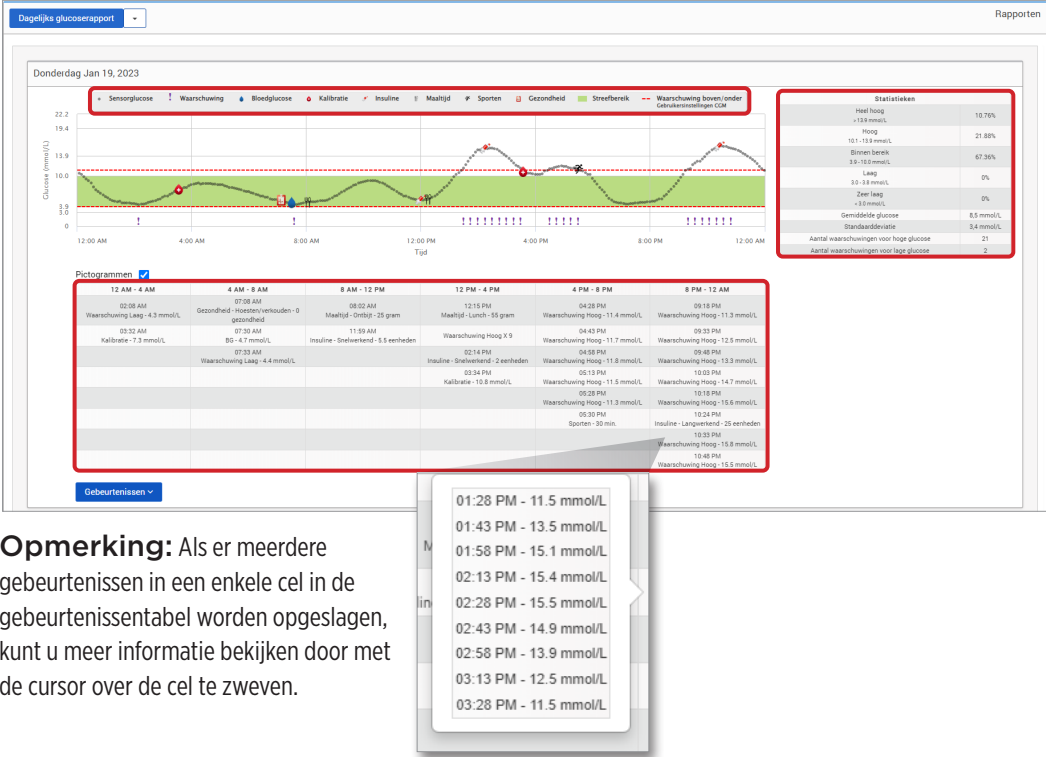 Dagelijks glucoserapport
Rapporten
Donderdag Jan 19, 2023
Sensorglucose Waarschuwing Bloedglucose Kalibratie Insuline Maaltijd Sporten Gezondheid Streefbereik Waarschuwing boven/onder
Gebruikersinstellingen CGM
Glucose (mmol/L)
22.2
19.4
13.9
10.0
3.9
3.0
0
12:00 AM 4:00 AM 8:00 AM 12:00 PM 4:00 PM 8:00 PM 12:00 AM
Tijd
Statistieken
Heel hoog
>13.9 mmol/L
10.76%
Hoog
10.1 - 13.9 mmol/L
21.88%
Binnen bereik
3.9 - 10.0 mmol/L
67.36%
Laag
3.0 - 3.8 mmol/L
0%
Zeer laag
< 3.0 mmol/L
0%
Gemiddelde glucose 8,5 mmol/L
Standaarddeviatie 3,4 mmol/L
Aantal waarschuwingen voor hoge glucose 21
Aantal waarschuwingen voor lage glucose 2
Pictogrammen
12 AM - 4 AM 4 AM - 8 AM 8 AM - 12 PM 12 PM - 4 PM 4 PM - 8 PM 8 PM - 12 AM
02:08 AM
Waarschuwing Laag - 4.3 mmol/L
07:08 AM
Gezondheid - Hoesten/verkouden - 0
gezondheid
08:02 AM
Maaltijd - Ontbijt - 25 gram
12:15 PM
Maaltijd - Lunch - 55 gram
04:28 PM
Waarschuwing Hoog - 11.4 mmol/L
09:18 PM
Waarschuwing Hoog - 11.3 mmol/L
03:32 AM
Kalibratie - 7.3 mmol/L
07:30 AM
BG - 4.7 mmol/L
11:59 AM
Insuline - Snelwerkend - 5.5 eenheden
Waarschuwing Hoog X 9
04:43 PM
Waarschuwing Hoog - 11.7 mmol/L
09:33 PM
Waarschuwing Hoog - 12.5 mmol/L
07:33 AM
Waarschuwing Laag - 4.4 mmol/L
02:14 PM
Insuline - Snelwerkend - 2 eenheden
04:58 PM
Waarschuwing Hoog - 11.8 mmol/L
09:48 PM
Waarschuwing Hoog - 13.3 mmol/L
03:34 PM
Kalibratie - 10.8 mmol/L
05:13 PM
Waarschuwing Hoog - 11.5 mmol/L
10:03 PM
Waarschuwing Hoog - 14.7 mmol/L
05:28 PM
Waarschuwing Hoog - 11.3 mmol/L
10:18 PM
Waarschuwing Hoog - 15.6 mmol/L
05:30 PM
Sporten - 30 min.
10:24 PM
Insuline - Langwerkend - 25 eenheden
10:33 PM
Waarschuwing Hoog - 15.8 mmol/L
10:48 PM
Waarschuwing Hoog - 15.5 mmol/L
Gebeurtenissen
01:28 PM - 11.5 mmol/L
01:43 PM - 13.5 mmol/L
01:58 PM - 15.1 mmol/L
02:13 PM - 15.4 mmol/L
02:28 PM - 15.5 mmol/L
02:43 PM - 14.9 mmol/L
02:58 PM - 13.9 mmol/L
03:13 PM - 12.5 mmol/L
03:28 PM - 11.5 mmol/L
Opmerking: Als er meerdere
gebeurtenissen in een enkele cel in de
gebeurtenissentabel worden opgeslagen,
kunt u meer informatie bekijken door met
de cursor over de cel te zweven.